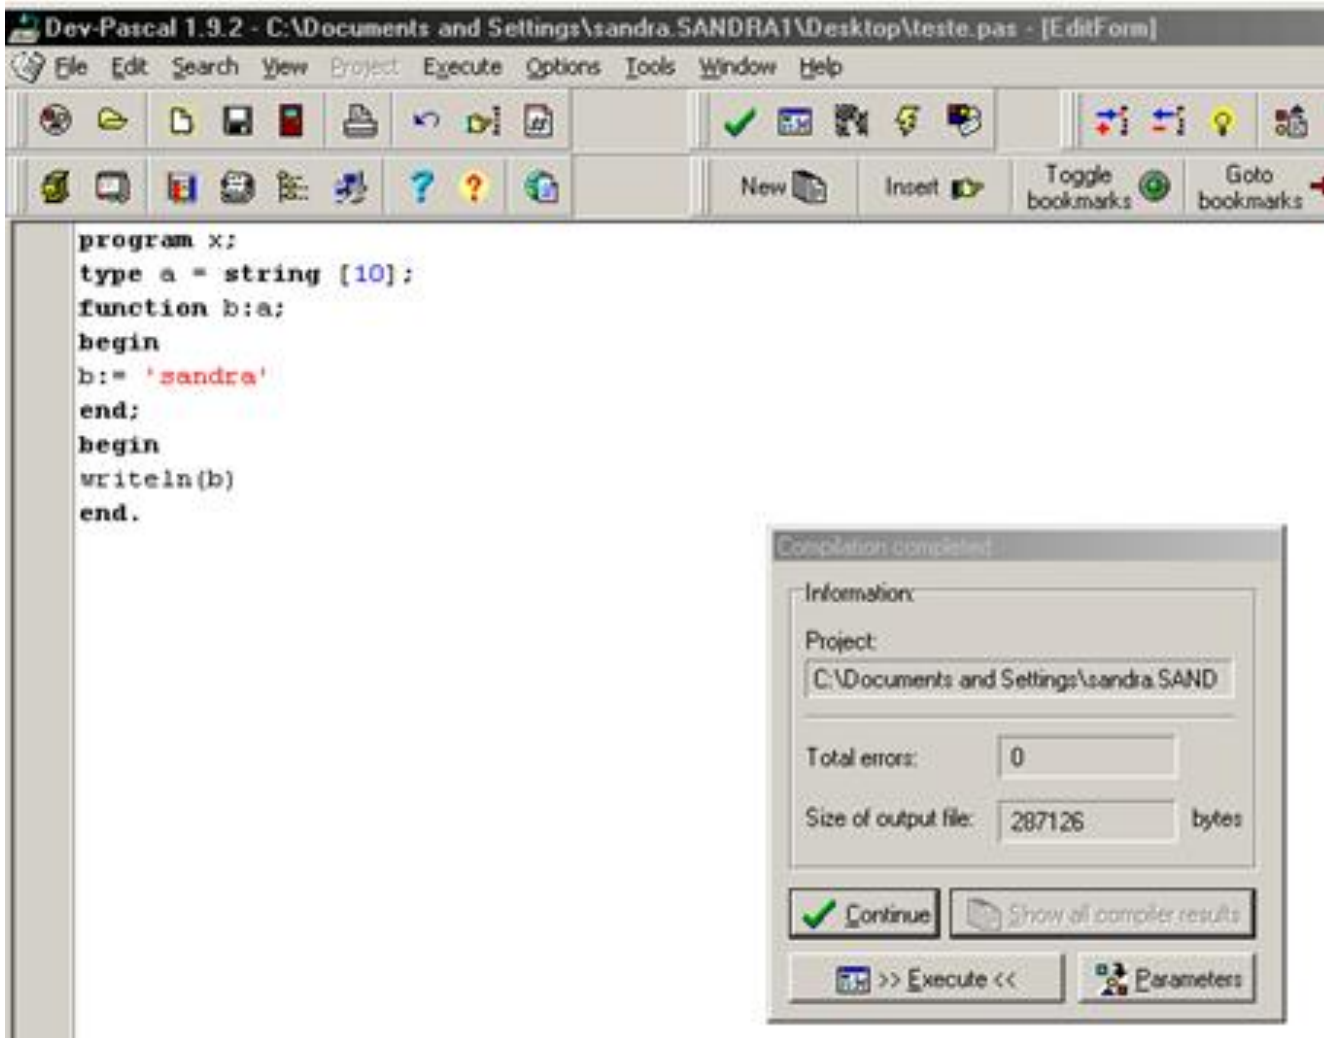 Dev-Pascal 1.9.2 - C:\Documents and Settings\sandra.SANDRA1\Desktop\teste.pas - [EditForm]
File Edit Search View Project Execute Options Tools Window Help
New Insert Toggle bookmarks Goto bookmarks
program x;
type a = string [10];
function b:a;
begin
b:= 'sandra'
end;
begin
writeln(b)
end.
Compilation completed
Information:
Project:
C:\Documents and Settings\sandra.SAND
Total errors: 0
Size of output file: 287126 bytes
Continue Show all compiler results
>> Execute << Parameters